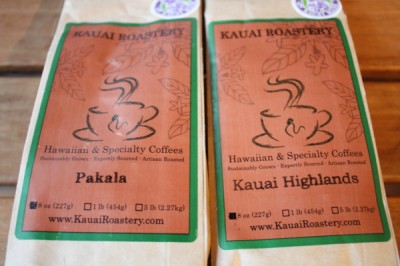 KAUAI ROASTERY
Hawaiian & Specialty Coffees
Sustainably Grown · Expertly Roasted · Artisan Roasted
Pakala
8 oz (227g) 1 lb (454g) 5 lb (2.27kg)
www.KauaiRoastery.com
KAUAI ROASTERY
Hawaiian & Specialty Coffees
Sustainably Grown · Expertly Roasted · Artisan Roasted
Kauai Highlands
8 oz (227g) 1 lb (454g) 5 lb (2.27kg)
www.KauaiRoastery.com